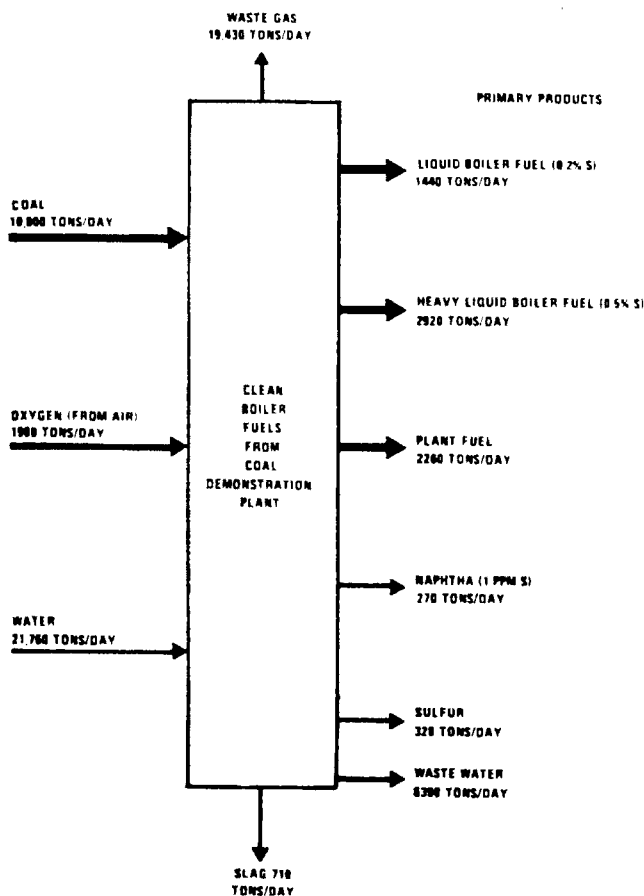 WASTE GAS
19,430 TONS/DAY
PRIMARY PRODUCTS
LIQUID BOILER FUEL (0.2% S)
1440 TONS/DAY
COAL
10,000 TONS/DAY
HEAVY LIQUID BOILER FUEL (0.5% S)
2920 TONS/DAY
CLEAN
BOILER
FUELS
FROM
COAL
DEMONSTRATION
PLANT
OXYGEN (FROM AIR)
1980 TONS/DAY
PLANT FUEL
2260 TONS/DAY
NAPHTHA (1 PPM S)
270 TONS/DAY
WATER
21,760 TONS/DAY
SULFUR
320 TONS/DAY
WASTE WATER
6390 TONS/DAY
SLAG 710
TONS/DAY